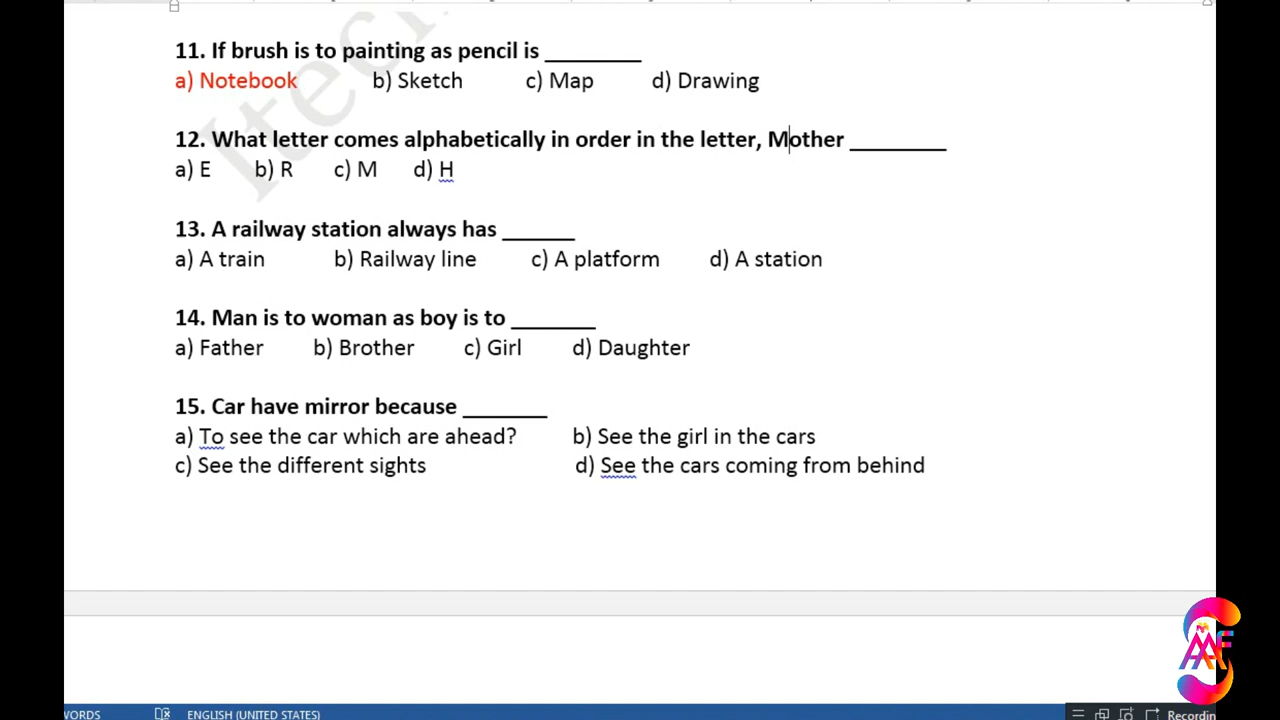 Itec
11. If brush is to painting as pencil is ________
a) Notebook b) Sketch c) Map d) Drawing
12. What letter comes alphabetically in order in the letter, Mother ________
a) E b) R c) M d) H
13. A railway station always has ______
a) A train b) Railway line c) A platform d) A station
14. Man is to woman as boy is to _______
a) Father b) Brother c) Girl d) Daughter
15. Car have mirror because _______
a) To see the car which are ahead? b) See the girl in the cars
c) See the different sights d) See the cars coming from behind
WORDS ENGLISH (UNITED STATES) Recordin